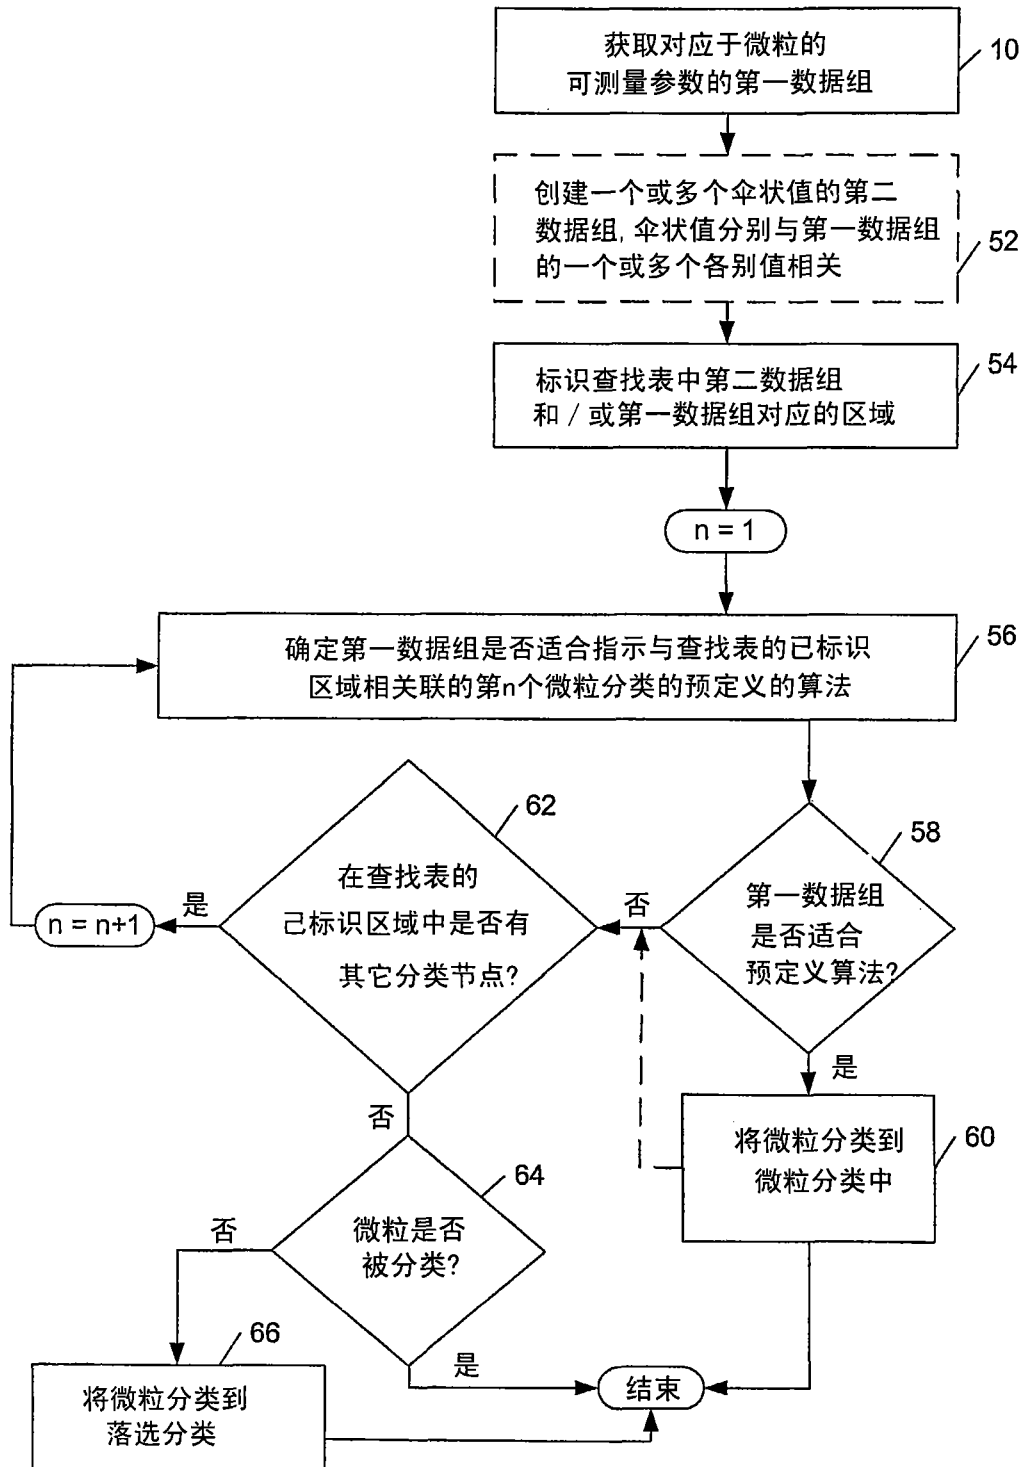 获取对应于微粒的
可测量参数的第一数据组
10
创建一个或多个伞状值的第二
数据组, 伞状值分别与第一数据组
的一个或多个各别值相关
52
标识查找表中第二数据组
和 / 或第一数据组对应的区域
54
n = 1
确定第一数据组是否适合指示与查找表的已标识
区域相关联的第n个微粒分类的预定义的算法
56
62
在查找表的
己标识区域中是否有
其它分类节点?
58
第一数据组
是否适合
预定义算法?
否
是
n = n+1
是
否
60
将微粒分类到
微粒分类中
64
微粒是否
被分类?
否
是
66
将微粒分类到
落选分类
结束